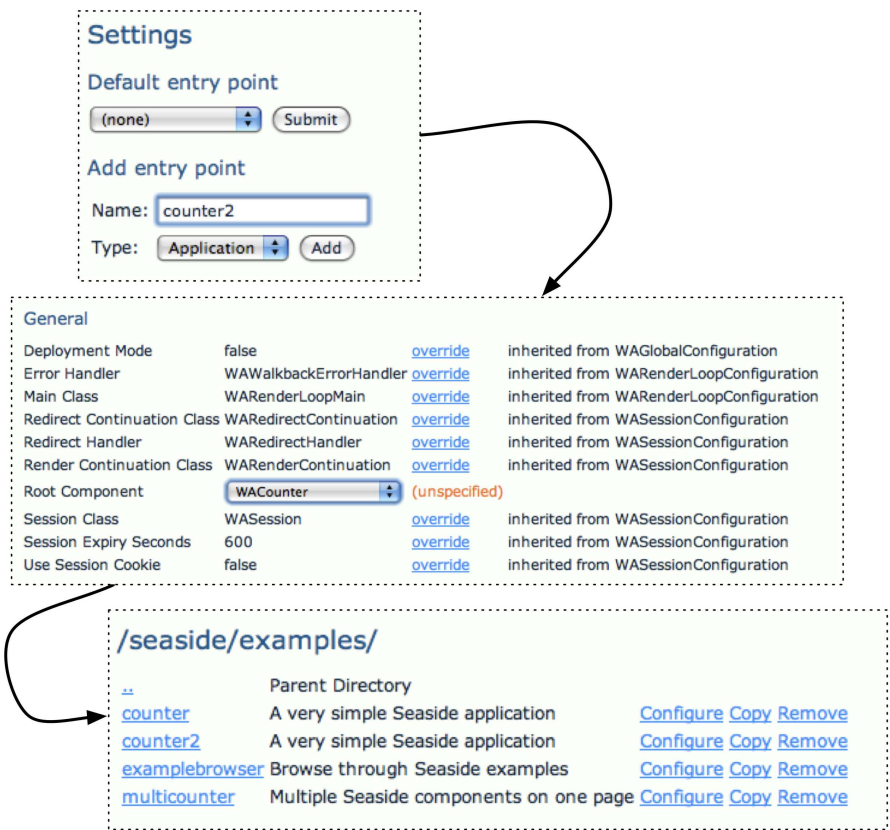 Settings
Default entry point
(none) Submit
Add entry point
Name: counter2
Type: Application Add
General
Deployment Mode false override inherited from WAGlobalConfiguration
Error Handler WAWalkbackErrorHandler override inherited from WARenderLoopConfiguration
Main Class WARenderLoopMain override inherited from WARenderLoopConfiguration
Redirect Continuation Class WARedirectContinuation override inherited from WASessionConfiguration
Redirect Handler WARedirectHandler override inherited from WASessionConfiguration
Render Continuation Class WARenderContinuation override inherited from WASessionConfiguration
Root Component WACounter (unspecified)
Session Class WASession override inherited from WASessionConfiguration
Session Expiry Seconds 600 override inherited from WASessionConfiguration
Use Session Cookie false override inherited from WASessionConfiguration
/seaside/examples/
.. Parent Directory
counter A very simple Seaside application Configure Copy Remove
counter2 A very simple Seaside application Configure Copy Remove
examplebrowser Browse through Seaside examples Configure Copy Remove
multicounter Multiple Seaside components on one page Configure Copy Remove